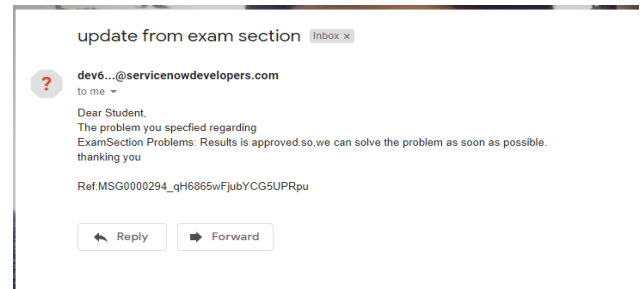 update from exam section Inbox x
?
dev6...@servicenowdevelopers.com
to me
Dear Student,
The problem you specfied regarding
ExamSection Problems: Results is approved.so,we can solve the problem as soon as possible.
thanking you
Ref:MSG0000294_qH6865wFjubYCG5UPRpu
Reply Forward